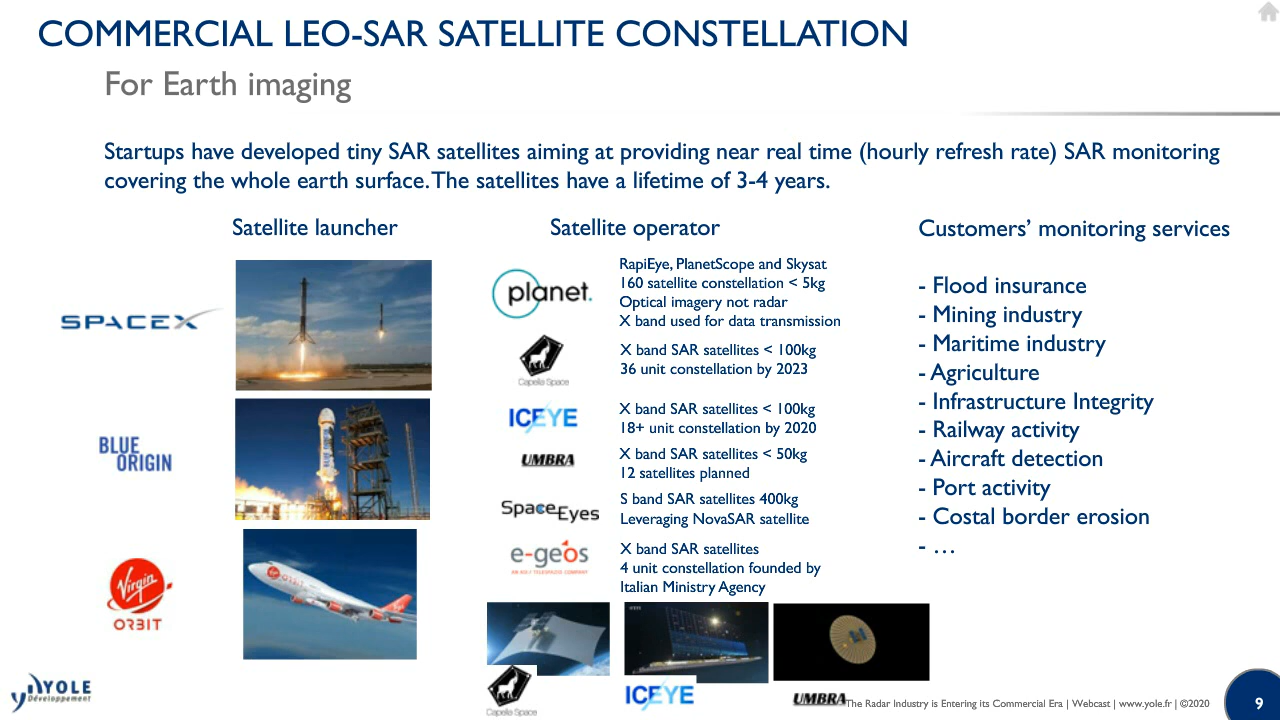 COMMERCIAL LEO-SAR SATELLITE CONSTELLATION
For Earth imaging
Startups have developed tiny SAR satellites aiming at providing near real time (hourly refresh rate) SAR monitoring
covering the whole earth surface. The satellites have a lifetime of 3-4 years.
Satellite launcher
SPACEX
BLUE
ORIGIN
Virgin
ORBIT
Satellite operator
planet.
RapiEye, PlanetScope and Skysat
160 satellite constellation < 5kg
Optical imagery not radar
X band used for data transmission
Capella Space
X band SAR satellites < 100kg
36 unit constellation by 2023
ICEYE
X band SAR satellites < 100kg
18+ unit constellation by 2020
UMBRA
X band SAR satellites < 50kg
12 satellites planned
SpaceEyes
S band SAR satellites 400kg
Leveraging NovaSAR satellite
e-geos
X band SAR satellites
4 unit constellation founded by
Italian Ministry Agency
Capella Space
ICEYE
UMBRA
Customers' monitoring services
- Flood insurance
- Mining industry
- Maritime industry
- Agriculture
- Infrastructure Integrity
- Railway activity
- Aircraft detection
- Port activity
- Costal border erosion
- …
YOLE
Développement
The Radar Industry is Entering its Commercial Era | Webcast | www.yole.fr | ©2020
9